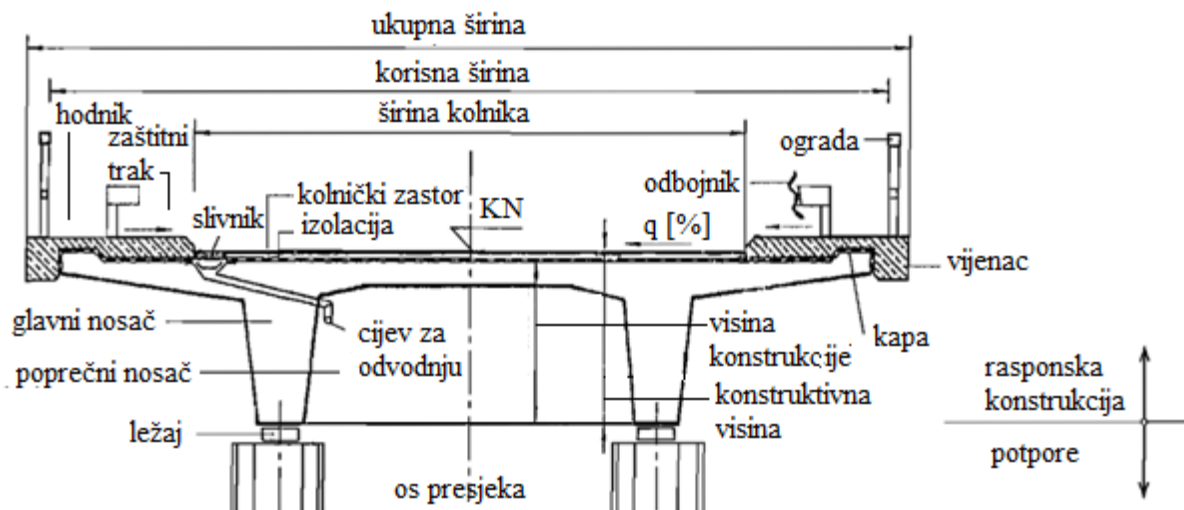 ukupna širina
korisna širina
hodnik
širina kolnika
zaštitni
trak
ograda
odbojnik
kolnički zastor
slivnik
izolacija
KN
q [%]
vijenac
glavni nosač
cijev za
odvodnju
visina
konstrukcije
kapa
poprečni nosač
konstruktivna
visina
rasponska
konstrukcija
ležaj
potpore
os presjeka